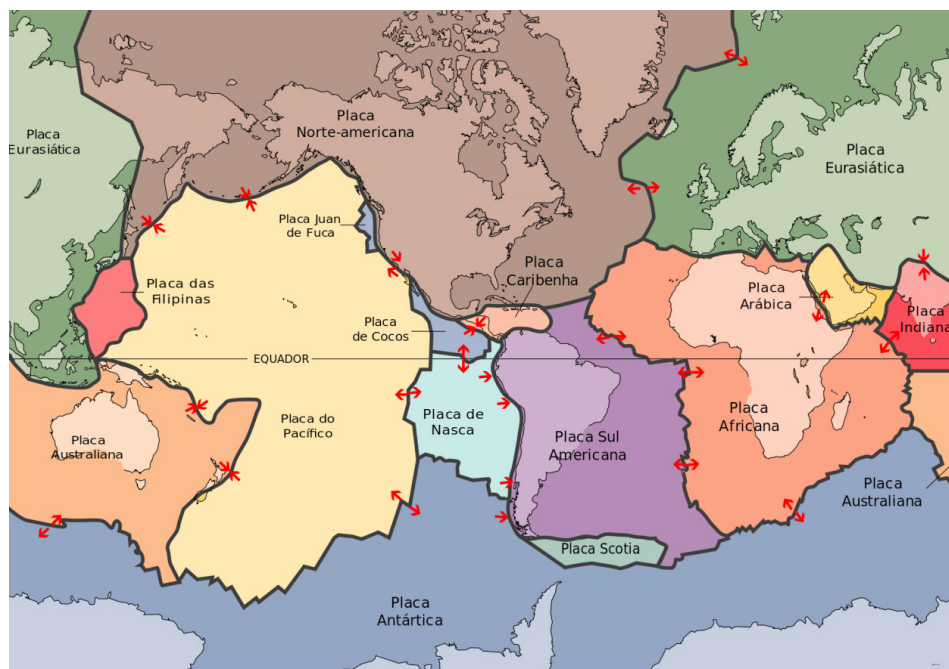 Placa
Norte-americana
Placa
Eurasiática
Placa
Eurasiática
Placa Juan
de Fuca
Placa
Caribenha
Placa das
Filipinas
Placa
Arábica
Placa
Indiana
Placa
de Cocos
EQUADOR
Placa
Australiana
Placa do
Pacífico
Placa de
Nasca
Placa Sul
Americana
Placa
Africana
Placa
Australiana
Placa Scotia
Placa
Antártica